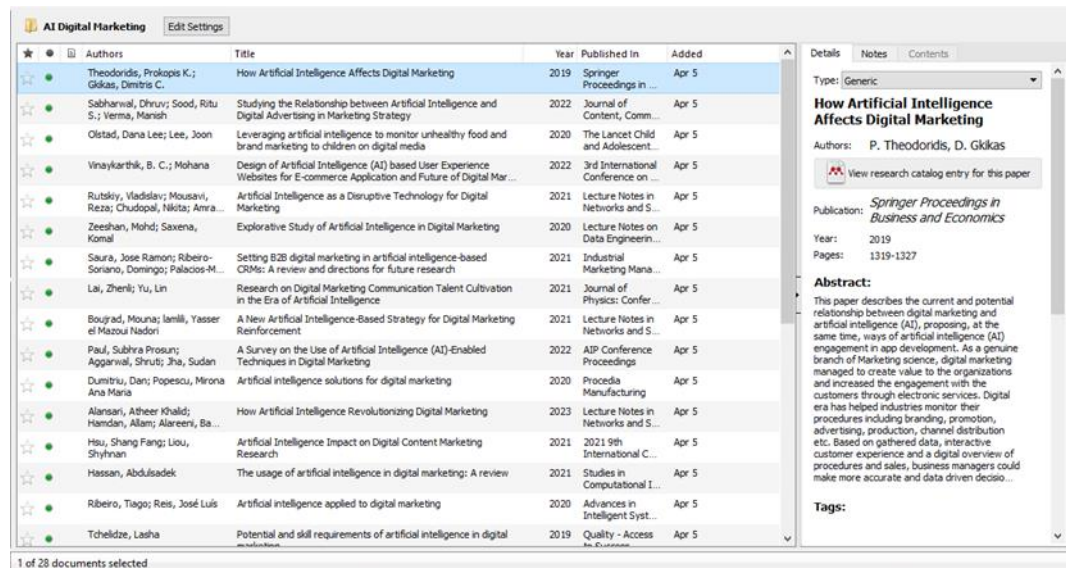 AI Digital Marketing Edit Settings
Authors Title Year Published In Added
Theodoridis, Prokopis K.; How Artificial Intelligence Affects Digital Marketing 2019 Springer Apr 5
Gkikas, Dimitris C. Proceedings in ...
Sabharwal, Dhruv; Sood, Ritu Studying the Relationship between Artificial Intelligence and 2022 Journal of Apr 5
S.; Verma, Manish Digital Advertising in Marketing Strategy Content, Comm...
Olstad, Dana Lee; Lee, Joon Leveraging artificial intelligence to monitor unhealthy food and 2020 The Lancet Child Apr 5
brand marketing to children on digital media and Adolescent...
Vinaykarthik, B. C.; Mohana Design of Artificial Intelligence (AI) based User Experience 2022 3rd International Apr 5
Websites for E-commerce Application and Future of Digital Mar... Conference on ...
Rutskiy, Vladislav; Mousavi, Artificial Intelligence as a Disruptive Technology for Digital 2021 Lecture Notes in Apr 5
Reza; Chudopal, Nikita; Amra... Marketing Networks and S...
Zeeshan, Mohd; Saxena, Explorative Study of Artificial Intelligence in Digital Marketing 2020 Lecture Notes on Apr 5
Komal Data Engineerin...
Saura, Jose Ramon; Ribeiro- Setting B2B digital marketing in artificial intelligence-based 2021 Industrial Apr 5
Soriano, Domingo; Palacios-M... CRMs: A review and directions for future research Marketing Mana...
Lai, Zhenli; Yu, Lin Research on Digital Marketing Communication Talent Cultivation 2021 Journal of Apr 5
in the Era of Artificial Intelligence Physics: Confer...
Boujrad, Mouna; lamlili, Yasser A New Artificial Intelligence-Based Strategy for Digital Marketing 2021 Lecture Notes in Apr 5
el Mazoui Nadori Reinforcement Networks and S...
Paul, Subhra Prosun; A Survey on the Use of Artificial Intelligence (AI)-Enabled 2022 AIP Conference Apr 5
Aggarwal, Shruti; Jha, Sudan Techniques in Digital Marketing Proceedings
Dumitriu, Dan; Popescu, Mirona Artificial intelligence solutions for digital marketing 2020 Procedia Apr 5
Ana Maria Manufacturing
Alansari, Atheer Khalid; How Artificial Intelligence Revolutionizing Digital Marketing 2023 Lecture Notes in Apr 5
Hamdan, Allam; Alareeni, Ba... Networks and S...
Hsu, Shang Fang; Liou, Artificial Intelligence Impact on Digital Content Marketing 2021 2021 9th Apr 5
Shyhnan Research International C...
Hassan, Abdulsadek The usage of artificial intelligence in digital marketing: A review 2021 Studies in Apr 5
Computational I...
Ribeiro, Tiago; Reis, José Luís Artificial intelligence applied to digital marketing 2020 Advances in Apr 5
Intelligent Syst...
Tchelidze, Lasha Potential and skill requirements of artificial intelligence in digital 2019 Quality - Access Apr 5
1 of 28 documents selected
Details Notes Contents
Type: Generic
How Artificial Intelligence
Affects Digital Marketing
Authors: P. Theodoridis, D. Gkikas
View research catalog entry for this paper
Publication: Springer Proceedings in
Business and Economics
Year: 2019
Pages: 1319-1327
Abstract:
This paper describes the current and potential
relationship between digital marketing and
artificial intelligence (AI), proposing, at the
same time, ways of artificial intelligence (AI)
engagement in app development. As a genuine
branch of Marketing science, digital marketing
managed to create value to the organizations
and increased the engagement with the
customers through electronic services. Digital
era has helped industries monitor their
procedures including branding, promotion,
advertising, production, channel distribution
etc. Based on gathered data, interactive
customer experience and a digital overview of
procedures and sales, business managers could
make more accurate and data driven decisio...
Tags: